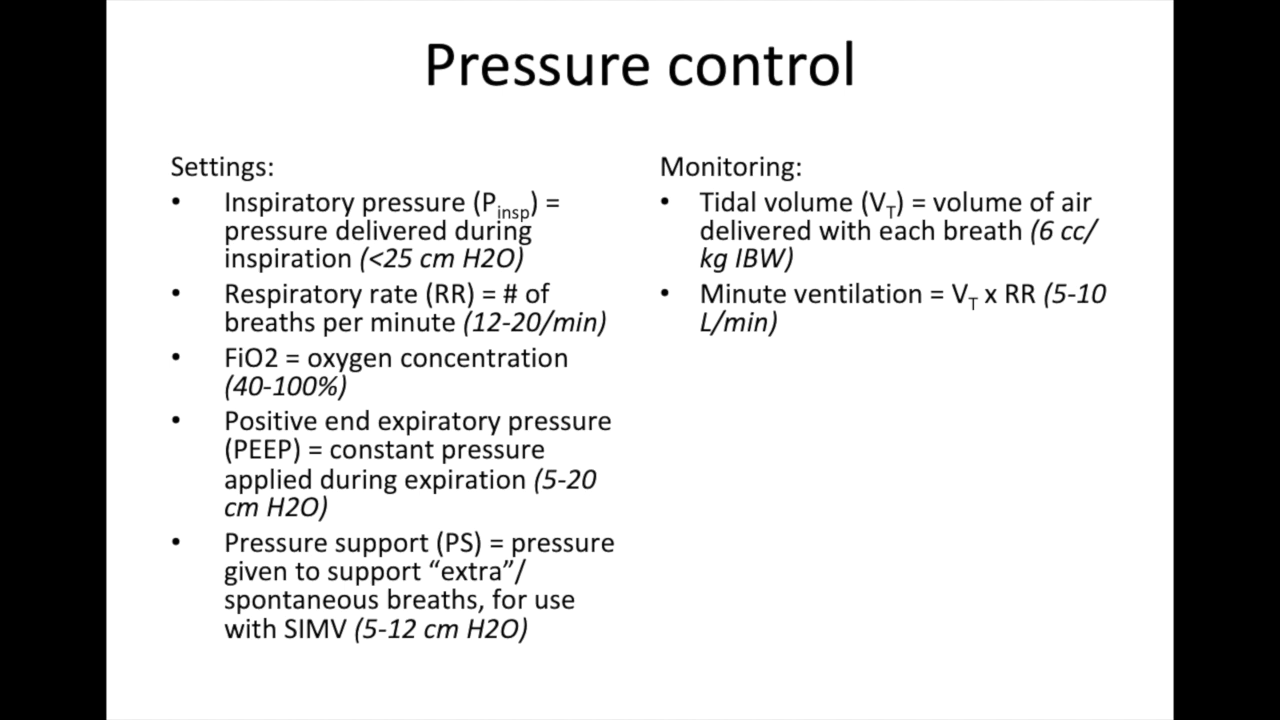 Pressure control
Settings:
• Inspiratory pressure (Pinsp) =
pressure delivered during
inspiration (<25 cm H2O)
• Respiratory rate (RR) = # of
breaths per minute (12-20/min)
• FiO2 = oxygen concentration
(40-100%)
• Positive end expiratory pressure
(PEEP) = constant pressure
applied during expiration (5-20
cm H2O)
• Pressure support (PS) = pressure
given to support “extra”/
spontaneous breaths, for use
with SIMV (5-12 cm H2O)
Monitoring:
• Tidal volume (VT) = volume of air
delivered with each breath (6 cc/
kg IBW)
• Minute ventilation = VT x RR (5-10
L/min)